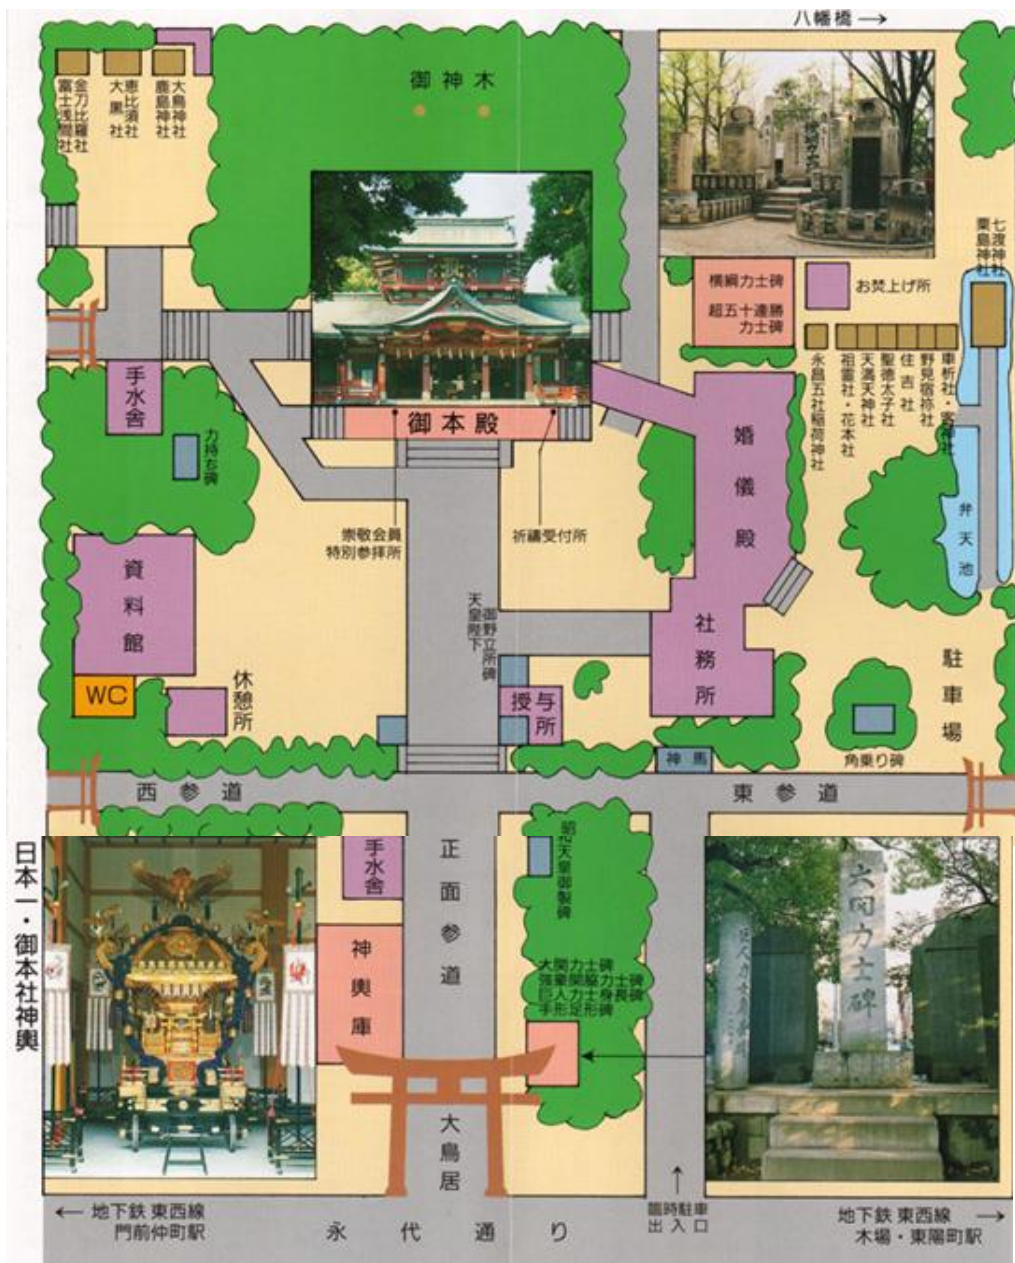 八幡橋 →
御神木
大鳥神社
鹿島神社
恵比須社
大黒社
金刀比羅社
富士浅間社
七渡神社
粟島神社
横綱力士碑
超五十連勝
力士碑
お焚上げ所
車折社・客神社
野見宿祢社
住吉社
聖徳太子社
天満天神社
祖霊社・花本社
永昌五社稲荷神社
手水舎
力持ち碑
御本殿
婚儀殿
崇敬会員
特別参拝所
祈禱受付所
弁天池
資料館
天皇陛下
御野立所碑
社務所
WC
休憩所
授与所
駐車場
神馬
角乗り碑
西参道
東参道
日本一・御本社神輿
手水舎
正面参道
昭和天皇御製碑
神輿庫
大関力士碑
強豪関脇力士碑
巨人力士身長碑
手形足形碑
大関力士碑
大鳥居
← 地下鉄 東西線
門前仲町駅
永代通り
臨時駐車
出入口
地下鉄 東西線 →
木場・東陽町駅